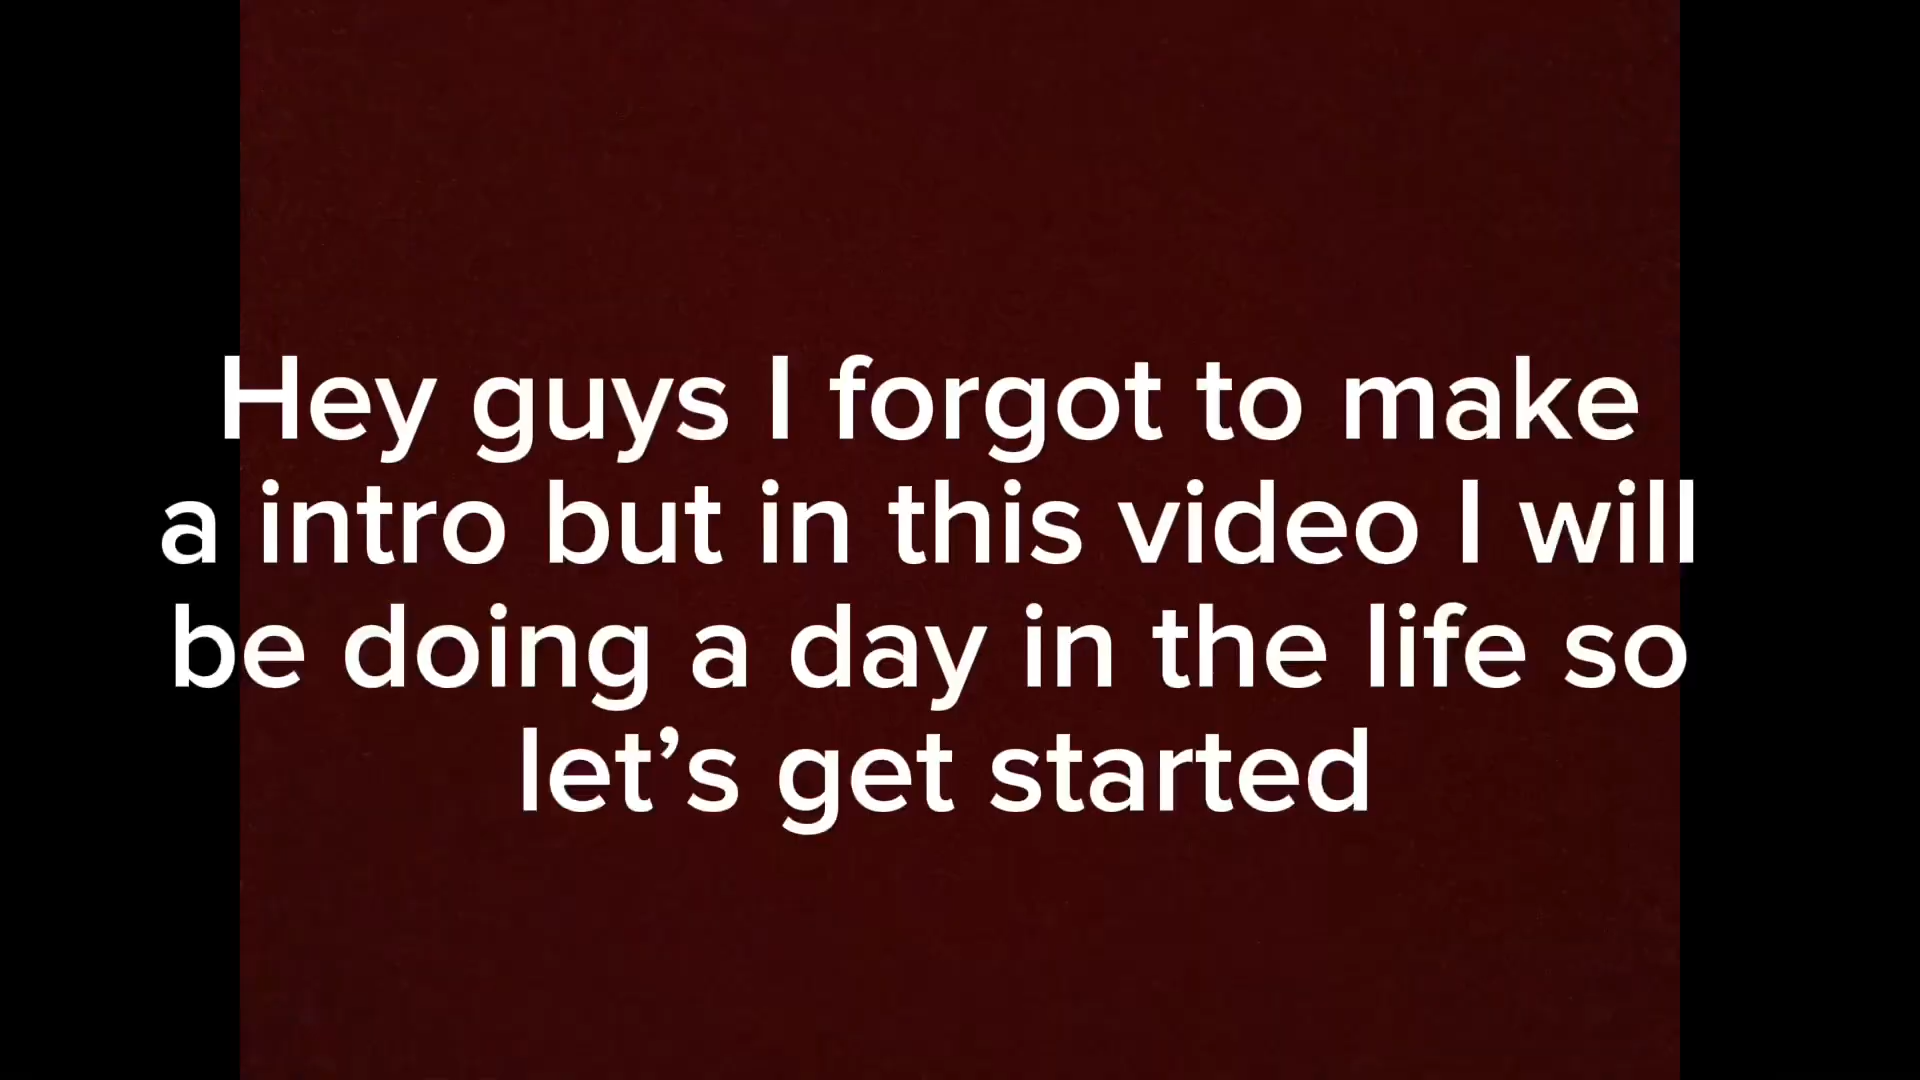 Hey guys I forgot to make
a intro but in this video I will
be doing a day in the life so
let’s get started